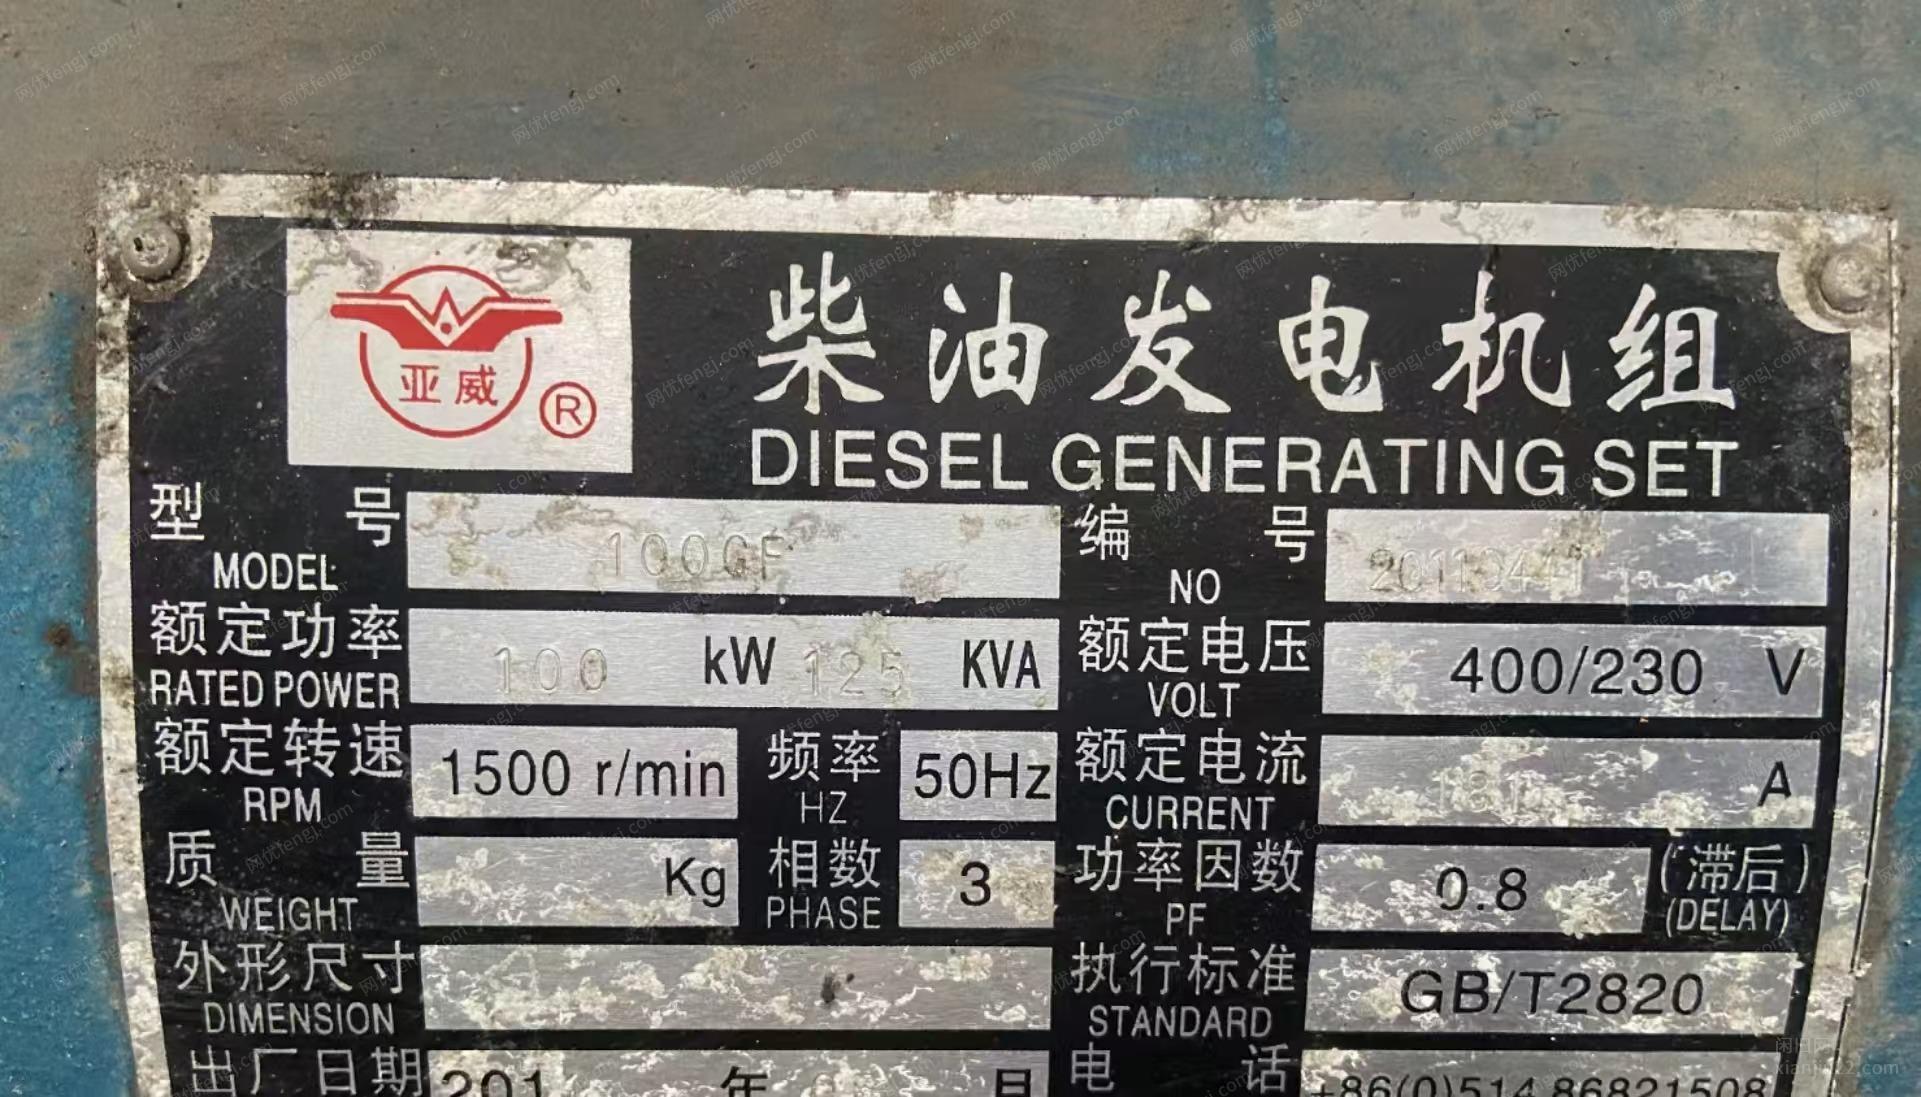 亚威 ®
柴油发电机组
DIESEL GENERATING SET
型号 100GF 编号
MODEL NO
额定功率 100 kW 125 KVA 额定电压 400/230 V
RATED POWER VOLT
额定转速 1500 r/min 频率 50Hz 额定电流 A
RPM HZ CURRENT
质量 Kg 相数 3 功率因数 0.8 (滞后)
WEIGHT PHASE PF (DELAY)
外形尺寸 执行标准 GB/T2820
DIMENSION STANDARD
出厂日期 201 年 月 电话 +86(0)514 86821508